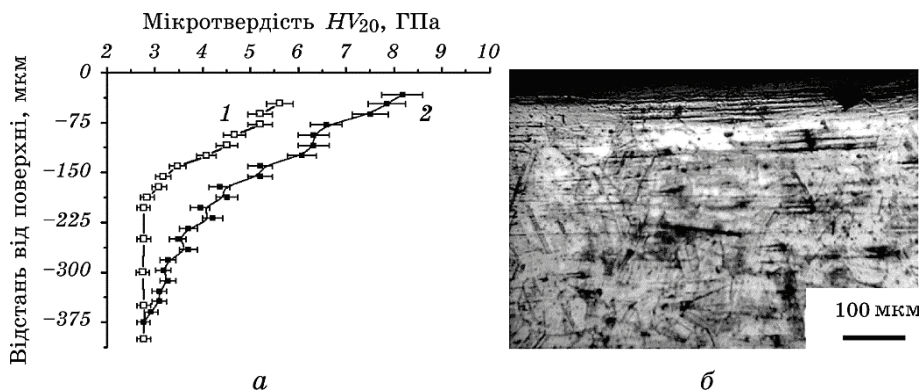 Мікротвердість HV20, ГПа
2 3 4 5 6 7 8 9 10
Відстань від поверхні, мкм
0
−75
−150
−225
−300
−375
1
2
100 мкм
а
б